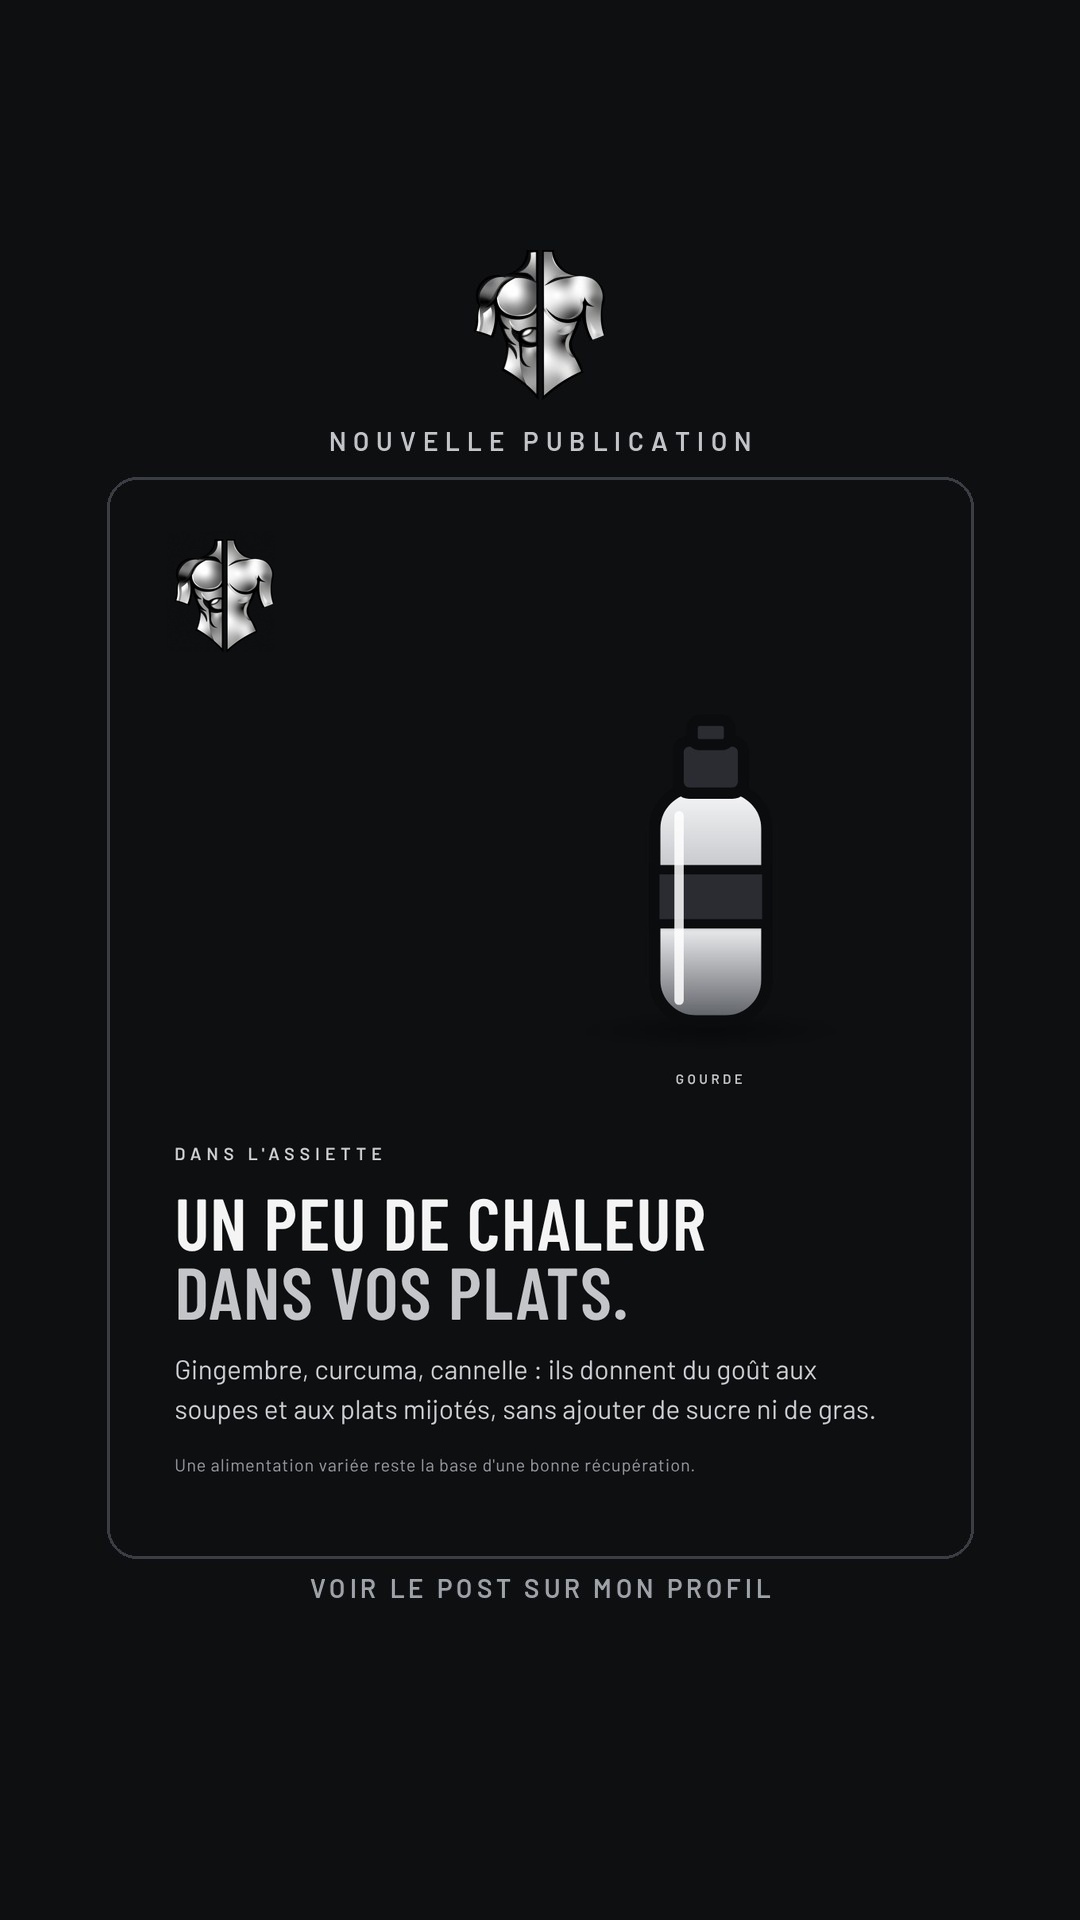 NOUVELLE PUBLICATION
GOURDE
DANS L'ASSIETTE
UN PEU DE CHALEUR
DANS VOS PLATS.
Gingembre, curcuma, cannelle : ils donnent du goût aux
soupes et aux plats mijotés, sans ajouter de sucre ni de gras.
Une alimentation variée reste la base d'une bonne récupération.
VOIR LE POST SUR MON PROFIL